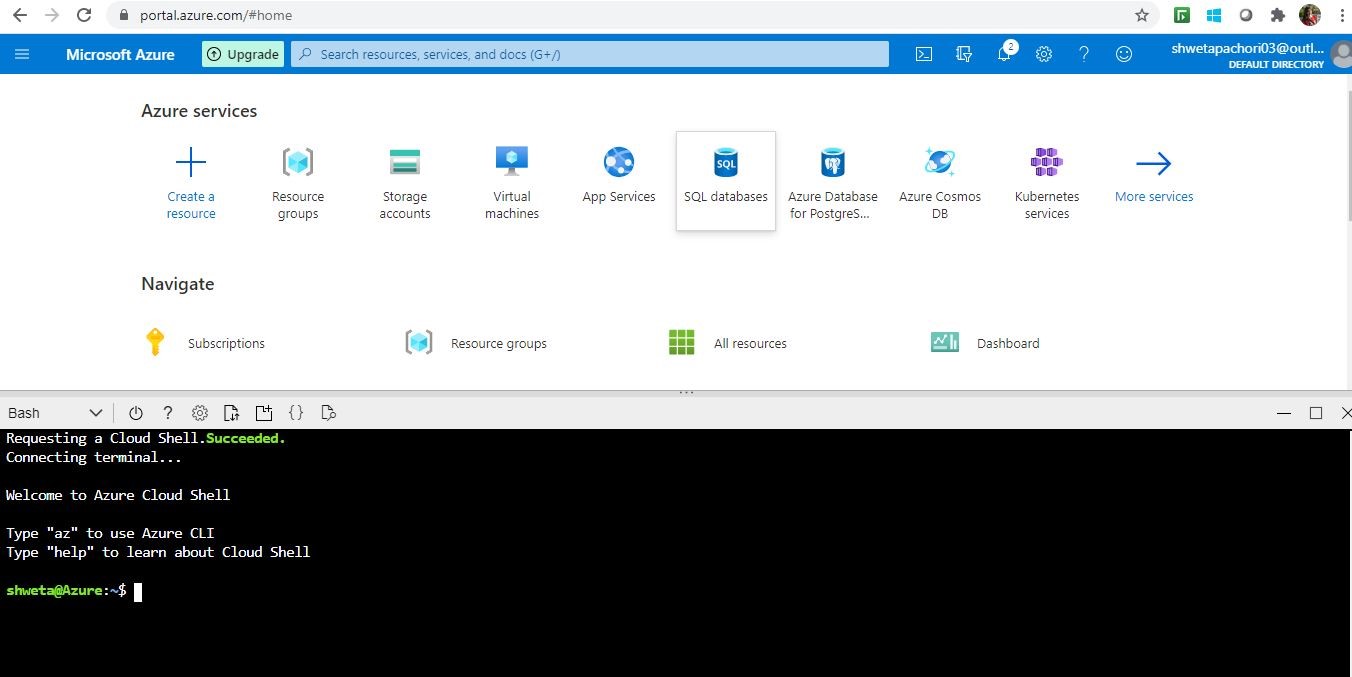 portal.azure.com/#home
Microsoft Azure
Upgrade
Search resources, services, and docs (G+/)
2
shwetapachori03@outl...
DEFAULT DIRECTORY
Azure services
Create a
resource
Resource
groups
Storage
accounts
Virtual
machines
App Services
SQL
SQL databases
Azure Database
for PostgreS...
Azure Cosmos
DB
Kubernetes
services
More services
Navigate
Subscriptions
Resource groups
All resources
Dashboard
Bash
Requesting a Cloud Shell.Succeeded.
Connecting terminal...
Welcome to Azure Cloud Shell
Type "az" to use Azure CLI
Type "help" to learn about Cloud Shell
shweta@Azure:~$